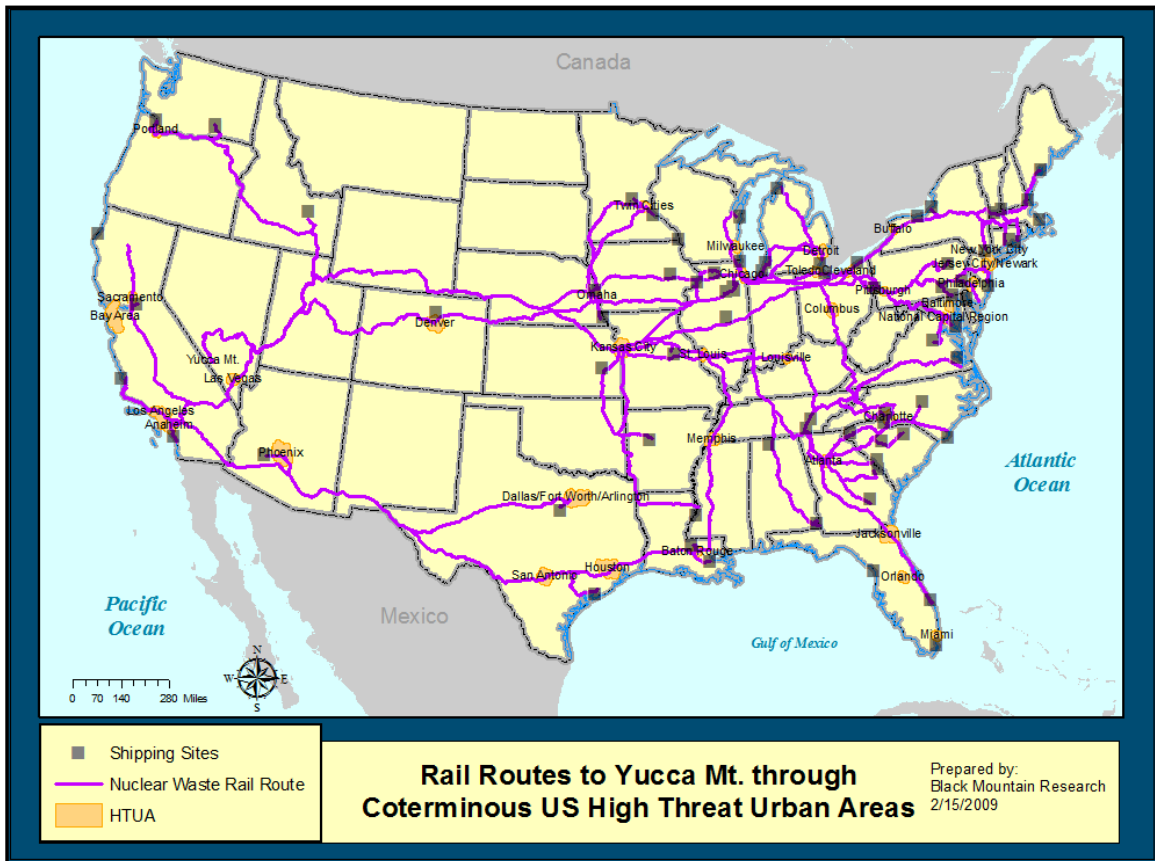 Canada
Portland
Twin Cities
Buffalo
Milwaukee
Detroit
New York City
Chicago
Toledo
Cleveland
Jersey City/Newark
Sacramento
Omaha
Pittsburgh
Philadelphia
Bay Area
Columbus
Baltimore
Denver
National Capital Region
Kansas City
St. Louis
Louisville
Yucca Mt.
Las Vegas
Los Angeles
Anaheim
Charlotte
Memphis
Phoenix
Atlanta
Atlantic
Ocean
Dallas/Fort Worth/Arlington
Jacksonville
Baton Rouge
Houston
San Antonio
Orlando
Pacific
Ocean
Mexico
Gulf of Mexico
Miami
N
W
E
S
0 70 140 280 Miles
Shipping Sites
Nuclear Waste Rail Route
HTUA
Rail Routes to Yucca Mt. through
Coterminous US High Threat Urban Areas
Prepared by:
Black Mountain Research
2/15/2009